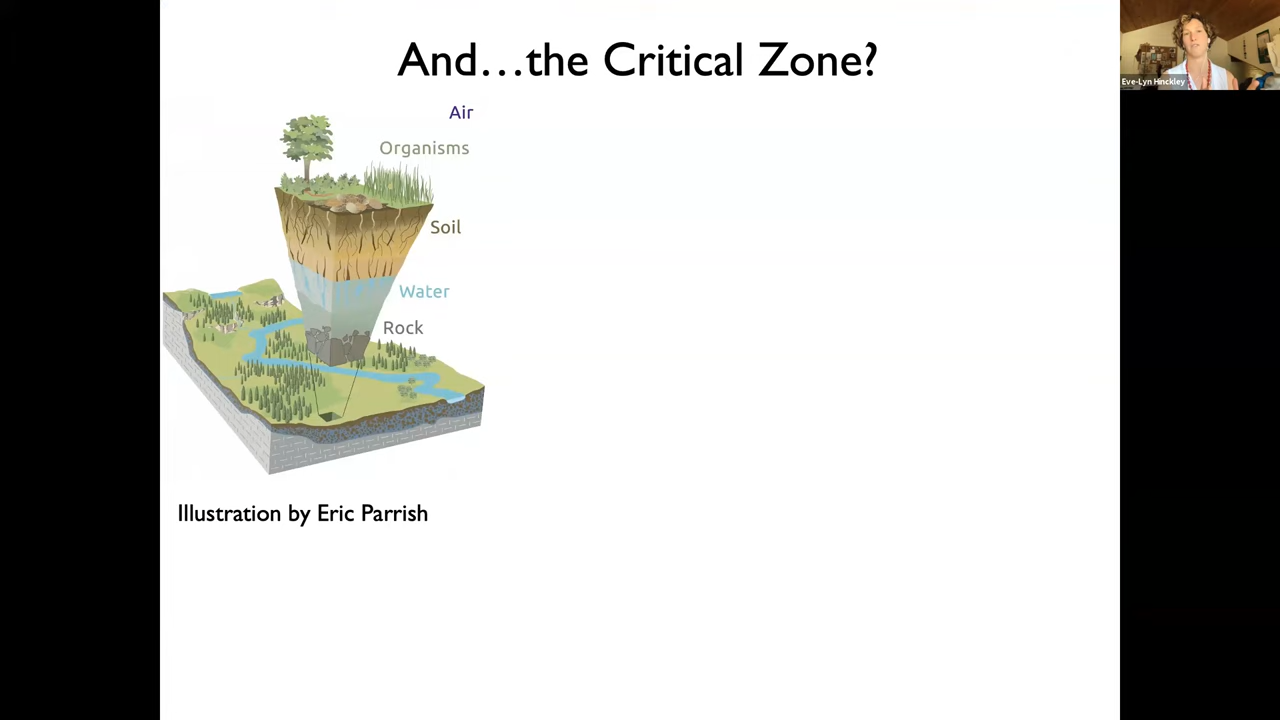 And…the Critical Zone?
Eve-Lyn Hinckley
Air
Organisms
Soil
Water
Rock
Illustration by Eric Parrish